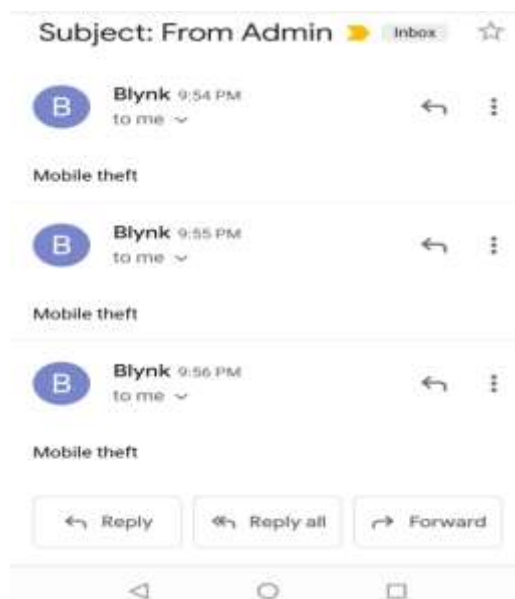 Subject: From Admin Inbox
B
Blynk 9:54 PM
to me
Mobile theft
B
Blynk 9:55 PM
to me
Mobile theft
B
Blynk 9:56 PM
to me
Mobile theft
Reply Reply all Forward